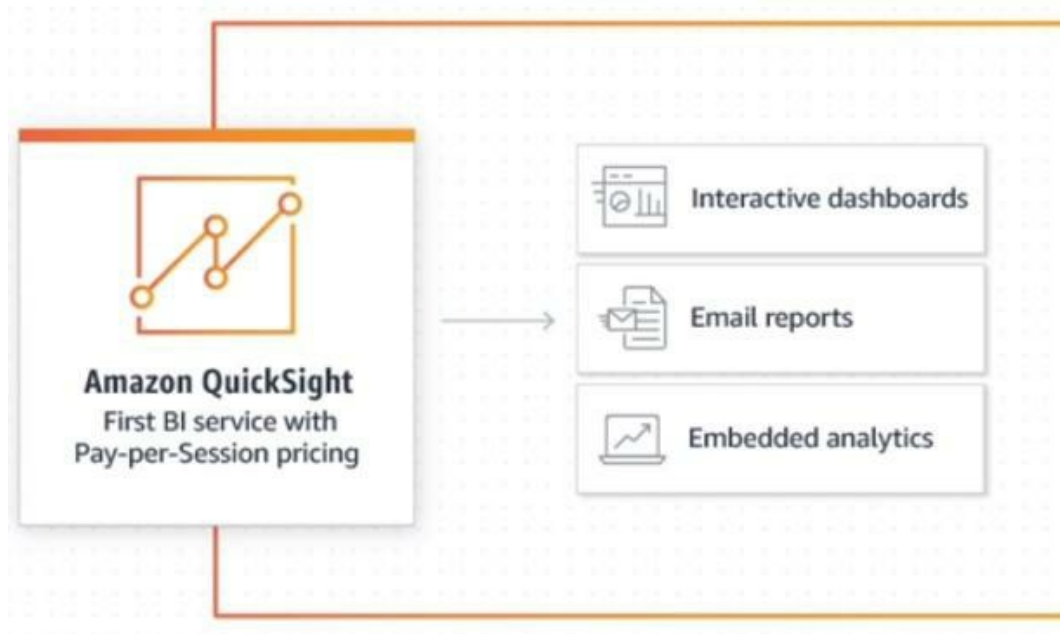 Amazon QuickSight
First BI service with
Pay-per-Session pricing
Interactive dashboards
Email reports
Embedded analytics